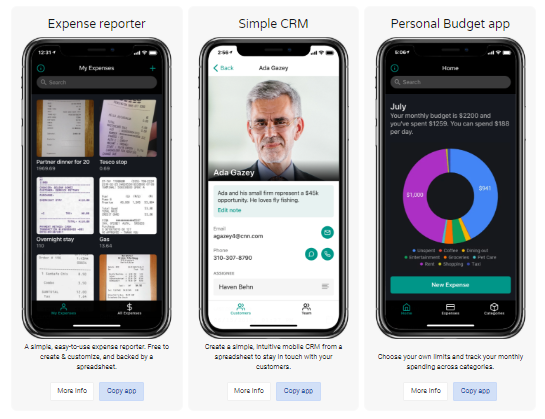 Expense reporter
12:31
My Expenses
Search
Partner dinner for 20
1989.69
Tesco stop
0.69
Overnight stay
110
Gas
13.64
My Expenses
All Expenses
A simple, easy-to-use expense reporter. Free to
create & customize, and backed by a
spreadsheet.
More info
Copy app
Simple CRM
2:56
Back
Ada Gazey
Ada Gazey
Ada and his small firm represent a $45k
opportunity. He loves fly fishing.
Edit note
Email
agazey4@cnn.com
Phone
310-307-8790
ASSIGNEE
Haven Behn
Customers
Team
Create a simple, intuitive mobile CRM from a
spreadsheet to stay in touch with your
customers.
More info
Copy app
Personal Budget app
5:06
Home
Search
July
Your monthly budget is $2200 and
you've spent $1259. You can spend $188
per day.
$1,000
$941
Unspent
Coffee
Dining out
Entertainment
Groceries
Pet Care
Rent
Shopping
Taxi
New Expense
Home
Expenses
Categories
Choose your own limits and track your monthly
spending across categories.
More info
Copy app